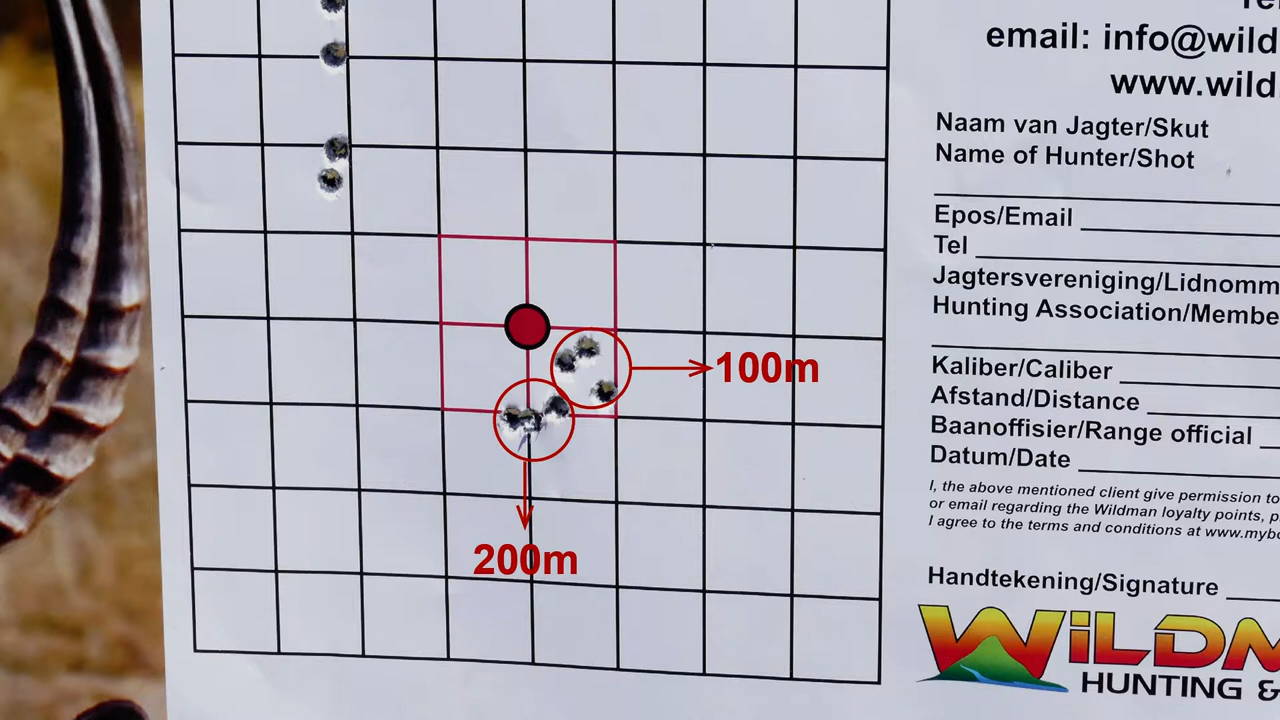 email: info@wild
www.wild
Naam van Jagter/Skut
Name of Hunter/Shot
Epos/Email
Tel
Jagtersvereniging/Lidnomm
Hunting Association/Membe
Kaliber/Caliber
Afstand/Distance
Baanoffisier/Range official
Datum/Date
I, the above mentioned client give permission to
or email regarding the Wildman loyalty points, p
I agree to the terms and conditions at www.mybo
Handtekening/Signature
WiLDM
HUNTING &
100m
200m